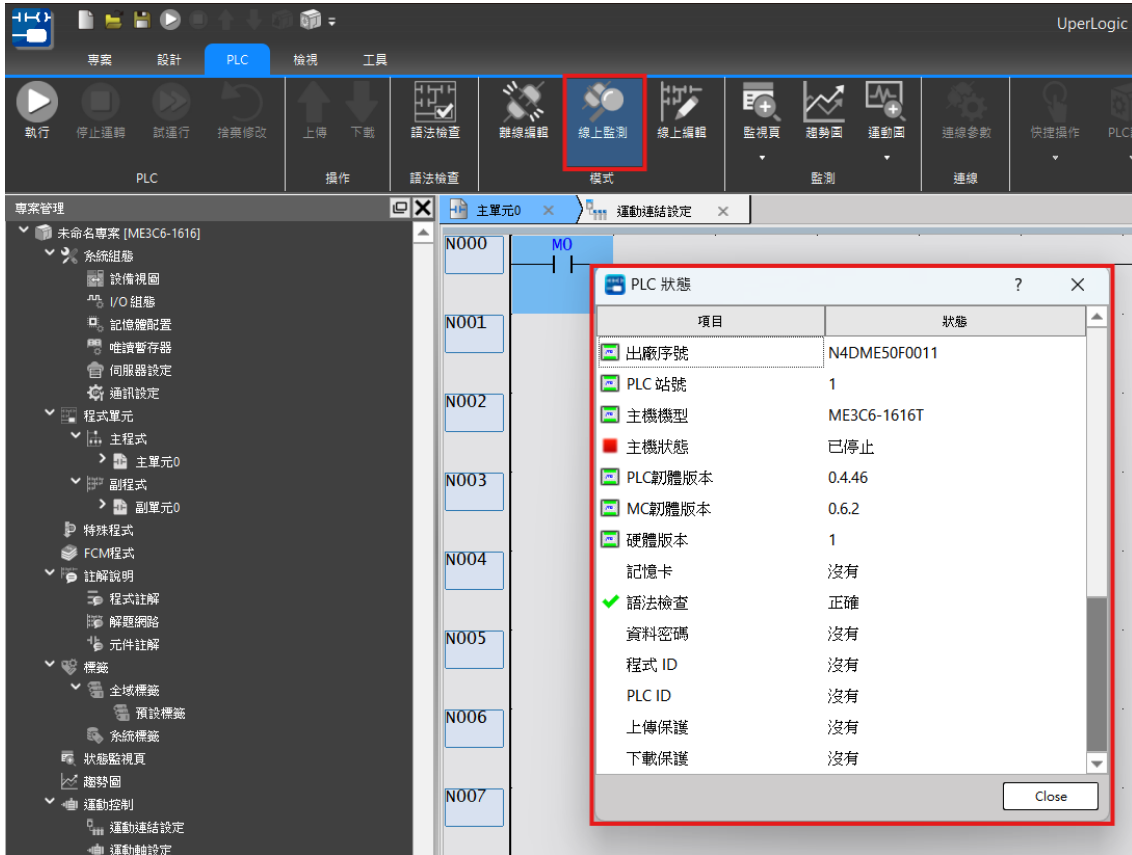 UperLogic
專案 設計 PLC 檢視 工具
執行 停止運轉 試運行 捨棄修改 上傳 下載 語法檢查 離線編輯 線上監測 線上編輯 監視頁 趨勢圖 運動圖 連線參數 快捷操作
PLC 操作 語法檢查 模式 監測 連線
專案管理
主單元0 運動連結設定
未命名專案 [ME3C6-1616]
系統組態
設備視圖
I/O 組態
記憶體配置
唯讀暫存器
伺服器設定
通訊設定
程式單元
主程式
主單元0
副程式
副單元0
特殊程式
FCM程式
註解說明
程式註解
解題網路
元件註解
標籤
全域標籤
預設標籤
系統標籤
狀態監視頁
趨勢圖
運動控制
運動連結設定
運動軸設定
N000 M0
N001
N002
N003
N004
N005
N006
N007
PLC 狀態 ?
項目 狀態
出廠序號 N4DME50F0011
PLC 站號 1
主機機型 ME3C6-1616T
主機狀態 已停止
PLC韌體版本 0.4.46
MC韌體版本 0.6.2
硬體版本 1
記憶卡 沒有
語法檢查 正確
資料密碼 沒有
程式 ID 沒有
PLC ID 沒有
上傳保護 沒有
下載保護 沒有
Close